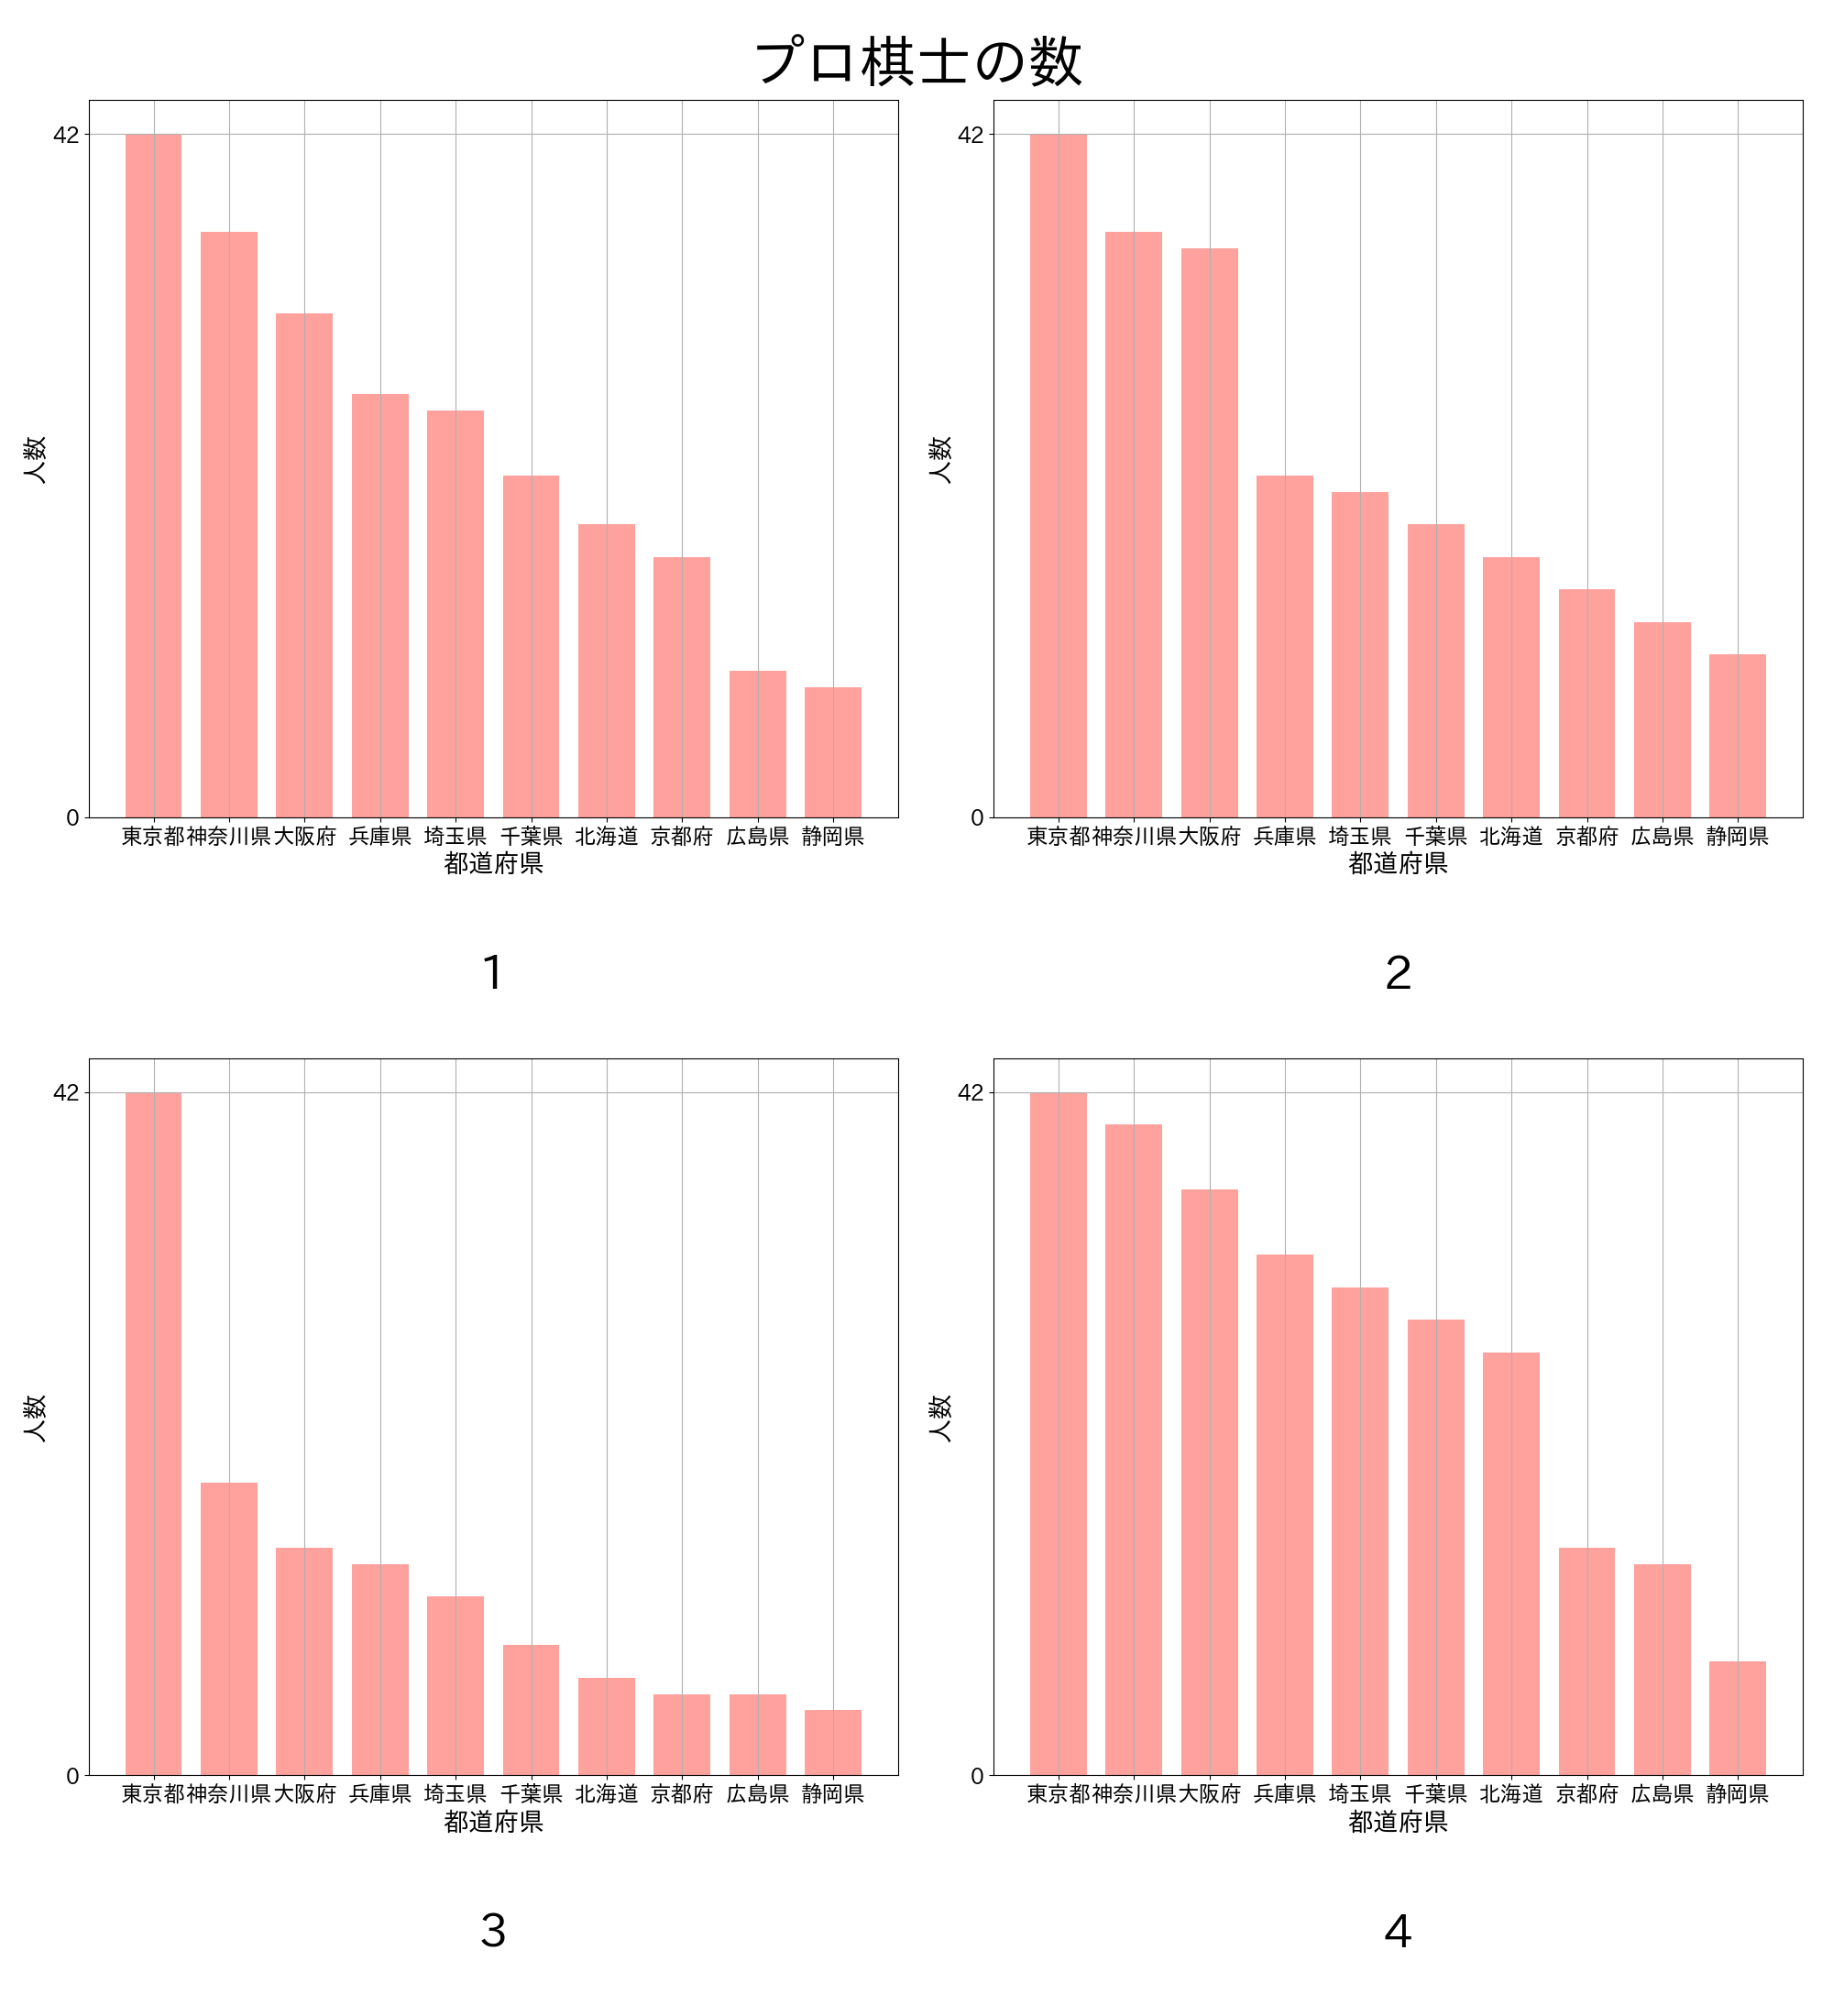 プロ棋士の数
42
0
人数
東京都 神奈川県 大阪府 兵庫県 埼玉県 千葉県 北海道 京都府 広島県 静岡県
都道府県
1
42
0
人数
東京都 神奈川県 大阪府 兵庫県 埼玉県 千葉県 北海道 京都府 広島県 静岡県
都道府県
2
42
0
人数
東京都 神奈川県 大阪府 兵庫県 埼玉県 千葉県 北海道 京都府 広島県 静岡県
都道府県
3
42
0
人数
東京都 神奈川県 大阪府 兵庫県 埼玉県 千葉県 北海道 京都府 広島県 静岡県
都道府県
4